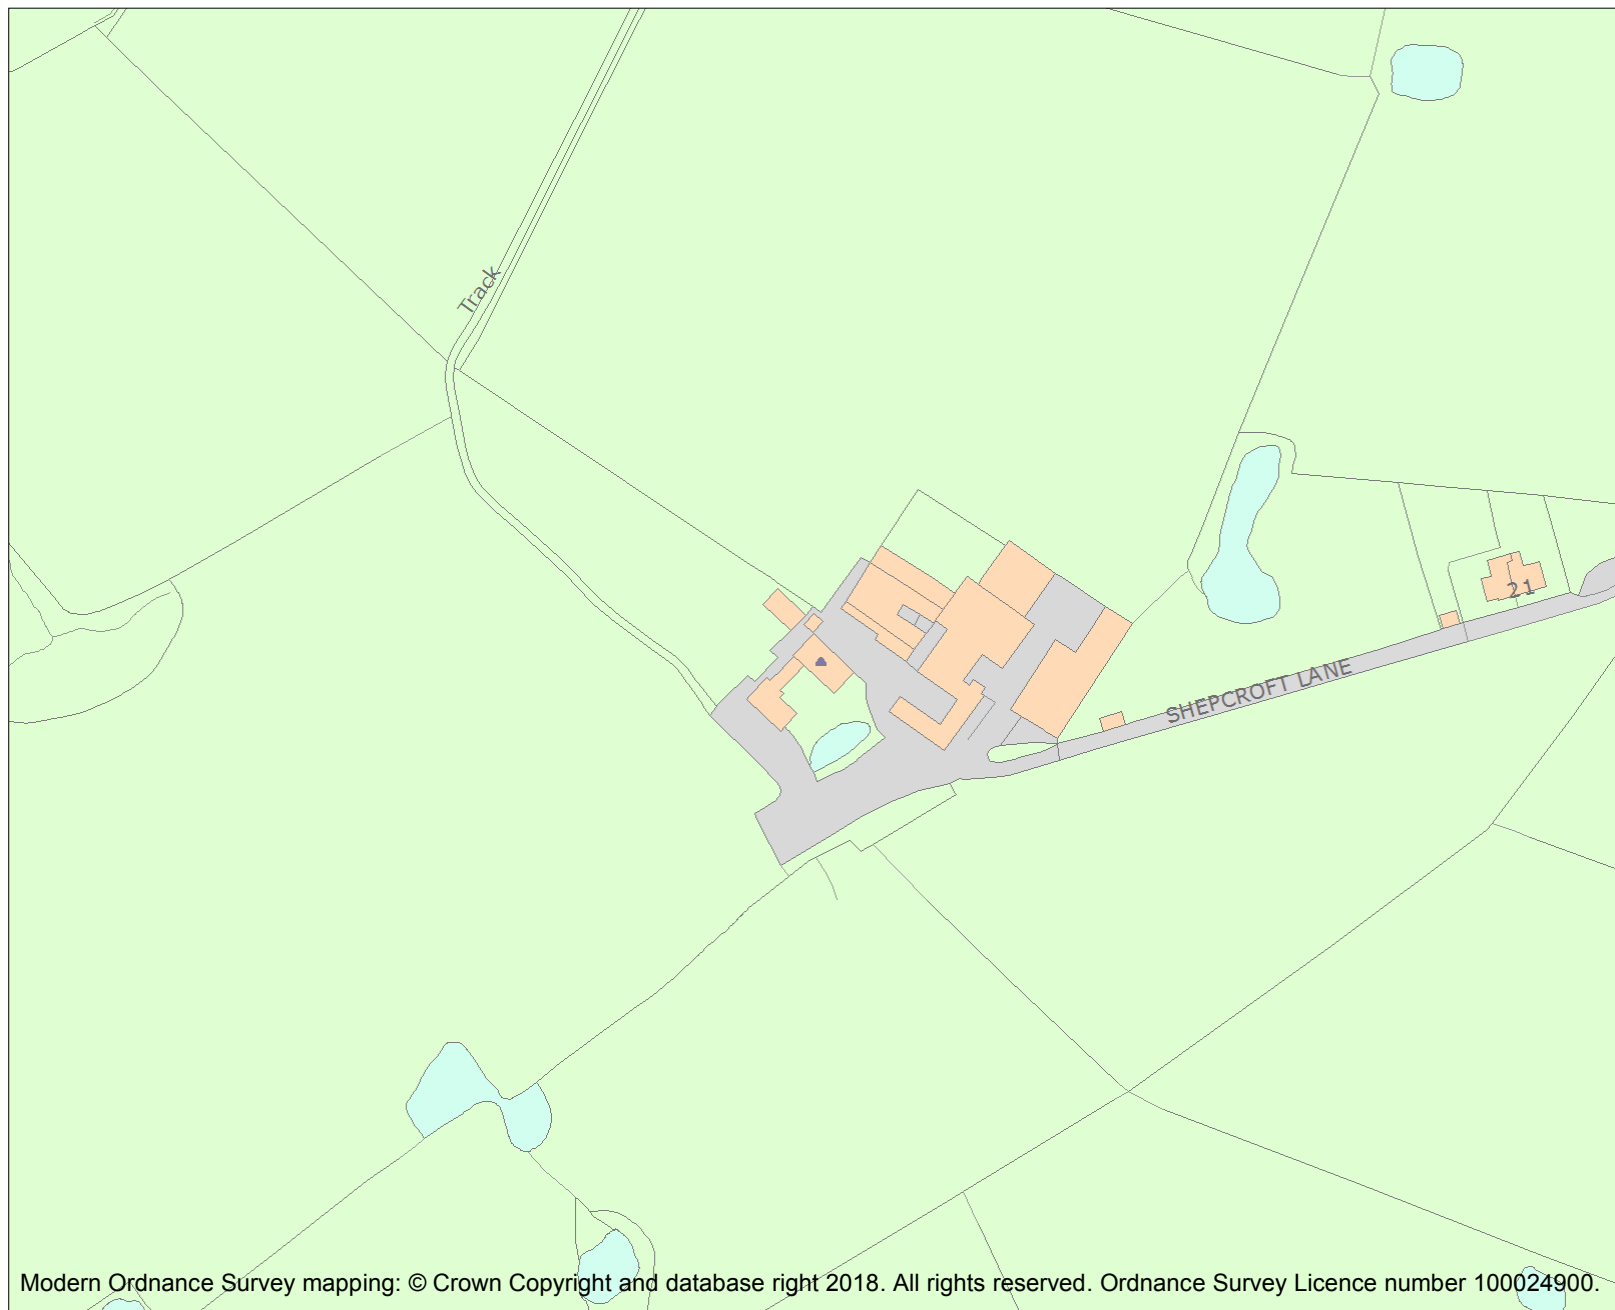 Track
21
SHEPCROFT LANE
Modern Ordnance Survey mapping: © Crown Copyright and database right 2018. All rights reserved. Ordnance Survey Licence number 100024900.